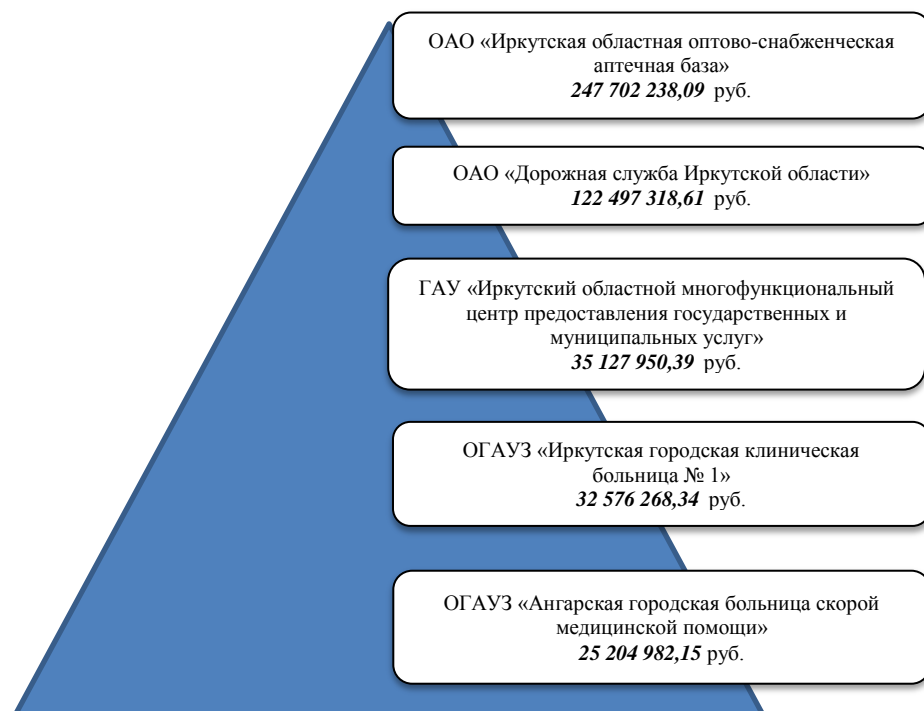 ОАО «Иркутская областная оптово-снабженческая
аптечная база»
247 702 238,09 руб.
ОАО «Дорожная служба Иркутской области»
122 497 318,61 руб.
ГАУ «Иркутский областной многофункциональный
центр предоставления государственных и
муниципальных услуг»
35 127 950,39 руб.
ОГАУЗ «Иркутская городская клиническая
больница № 1»
32 576 268,34 руб.
ОГАУЗ «Ангарская городская больница скорой
медицинской помощи»
25 204 982,15 руб.